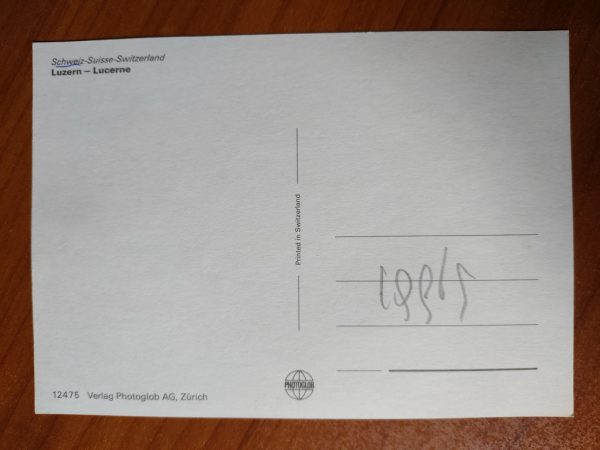 Schweiz-Suisse-Switzerland
Luzern – Lucerne
Printed in Switzerland
PHOTOGLOB
12475 Verlag Photoglob AG, Zürich